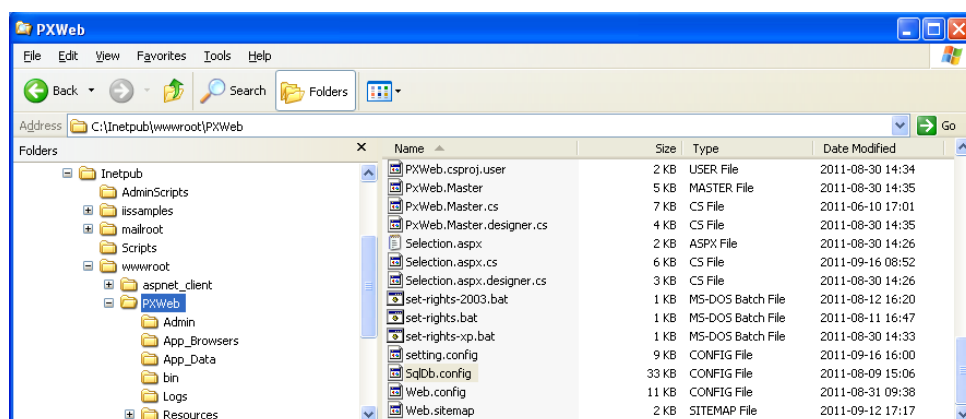 PXWeb
File Edit View Favorites Tools Help
Back Search Folders
Address C:\Inetpub\wwwroot\PXWeb Go
Folders
Inetpub
AdminScripts
iissamples
mailroot
Scripts
wwwroot
aspnet_client
PXWeb
Admin
App_Browsers
App_Data
bin
Logs
Resources
Name Size Type Date Modified
PXWeb.csproj.user 2 KB USER File 2011-08-30 14:34
PxWeb.Master 5 KB MASTER File 2011-08-30 14:35
PxWeb.Master.cs 7 KB CS File 2011-06-10 17:01
PxWeb.Master.designer.cs 4 KB CS File 2011-08-30 14:35
Selection.aspx 2 KB ASPX File 2011-08-30 14:26
Selection.aspx.cs 6 KB CS File 2011-09-16 08:52
Selection.aspx.designer.cs 3 KB CS File 2011-08-30 14:26
set-rights-2003.bat 1 KB MS-DOS Batch File 2011-08-12 16:20
set-rights.bat 1 KB MS-DOS Batch File 2011-08-11 16:47
set-rights-xp.bat 1 KB MS-DOS Batch File 2011-08-30 14:33
setting.config 9 KB CONFIG File 2011-09-16 16:00
SqlDb.config 33 KB CONFIG File 2011-08-09 15:06
Web.config 11 KB CONFIG File 2011-08-31 09:38
Web.sitemap 2 KB SITEMAP File 2011-09-12 17:17